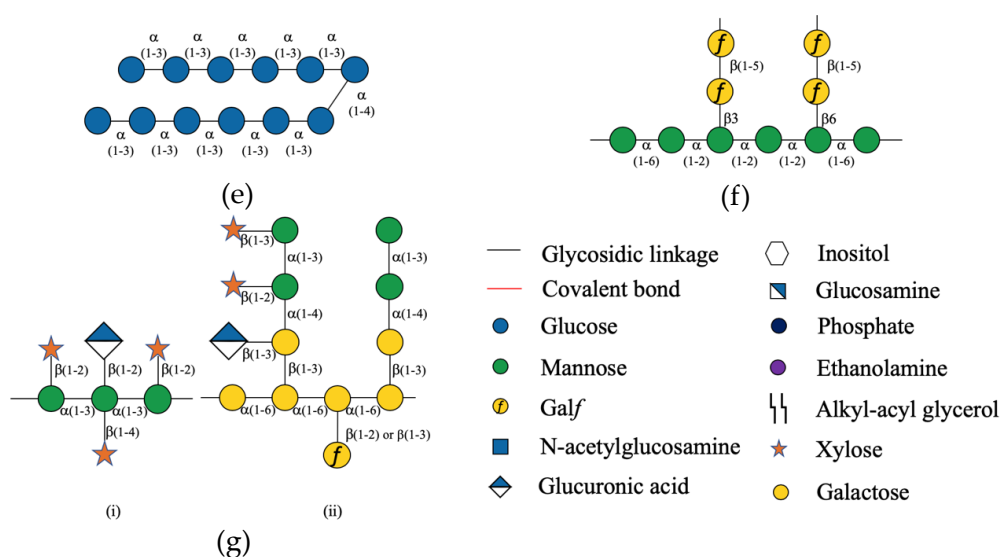 α α α α α
(1-3) (1-3) (1-3) (1-3) (1-3)
α
(1-4)
α α α α α
(1-3) (1-3) (1-3) (1-3) (1-3)
(e)
f f
β(1-5) β(1-5)
f f
β3 β6
α α α α α
(1-6) (1-2) (1-2) (1-2) (1-6)
(f)
β(1-2) β(1-2) β(1-2)
α(1-3) α(1-3)
β(1-4)
(i)
β(1-3)
α(1-3) α(1-3)
β(1-2)
α(1-4) α(1-4)
β(1-3)
β(1-3) β(1-3)
α(1-6) α(1-6) α(1-6)
β(1-2) or β(1-3)
f
(ii)
(g)
Glycosidic linkage
Covalent bond
Glucose
Mannose
f Galf
N-acetylglucosamine
Glucuronic acid
Inositol
Glucosamine
Phosphate
Ethanolamine
Alkyl-acyl glycerol
Xylose
Galactose